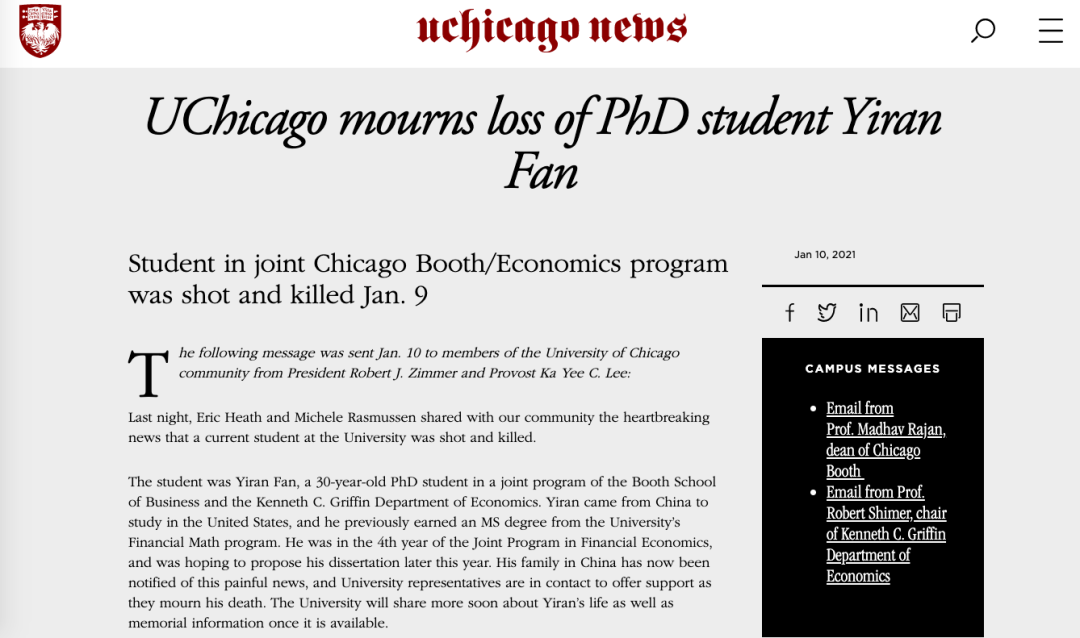 uchicago news
UChicago mourns loss of PhD student Yiran
Fan
Student in joint Chicago Booth/Economics program
was shot and killed Jan. 9
The following message was sent Jan. 10 to members of the University of Chicago
community from President Robert J. Zimmer and Provost Ka Yee C. Lee:
Last night, Eric Heath and Michele Rasmussen shared with our community the heartbreaking
news that a current student at the University was shot and killed.
The student was Yiran Fan, a 30-year-old PhD student in a joint program of the Booth School
of Business and the Kenneth C. Griffin Department of Economics. Yiran came from China to
study in the United States, and he previously earned an MS degree from the University's
Financial Math program. He was in the 4th year of the Joint Program in Financial Economics,
and was hoping to propose his dissertation later this year. His family in China has now been
notified of this painful news, and University representatives are in contact to offer support as
they mourn his death. The University will share more soon about Yiran's life as well as
memorial information once it is available.
Jan 10, 2021
f
in
CAMPUS MESSAGES
• Email from
Prof. Madhav Rajan,
dean of Chicago
Booth
• Email from Prof.
Robert Shimer, chair
of Kenneth C. Griffin
Department of
Economics